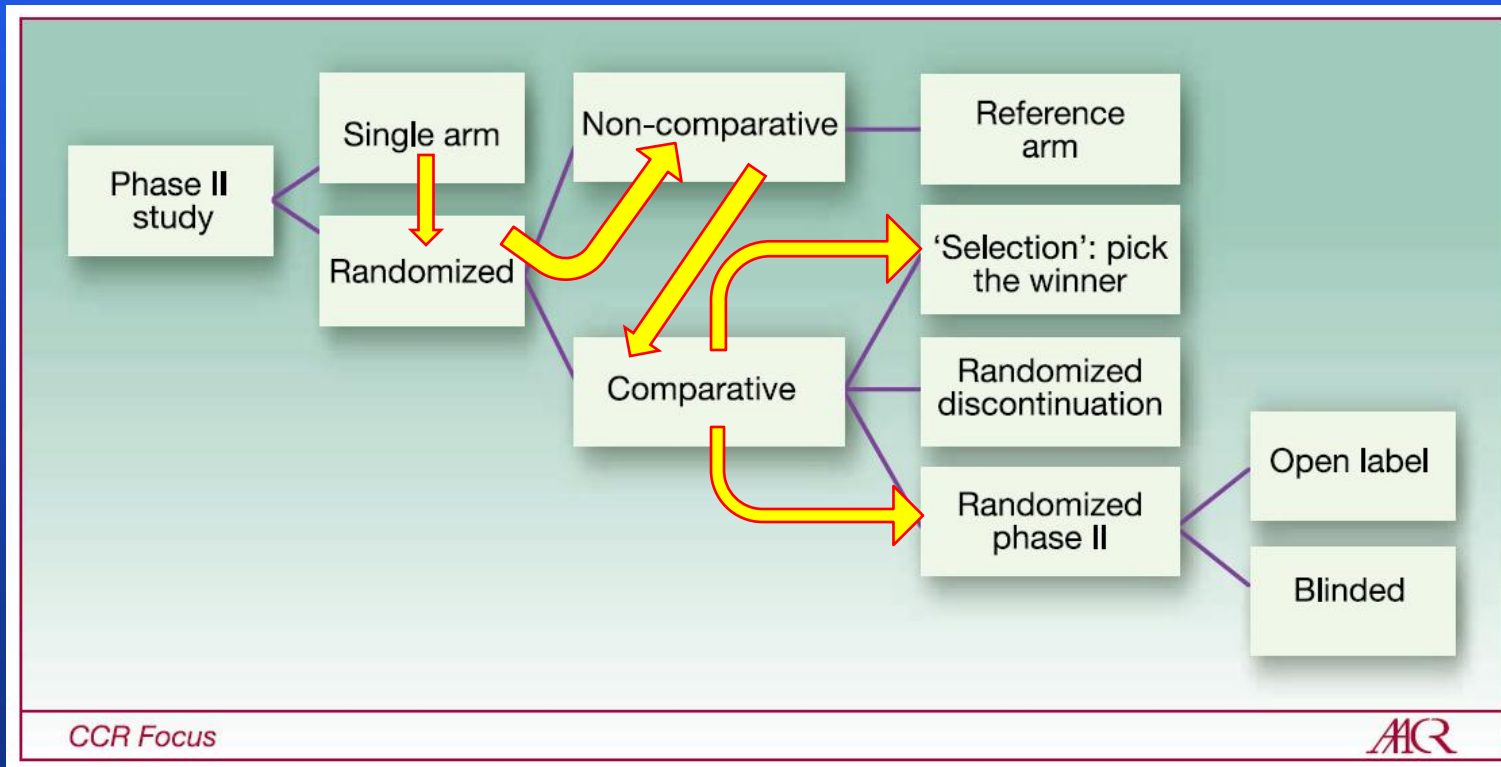 Phase II
study
Single arm
Randomized
Non-comparative
Comparative
Reference
arm
‘Selection’: pick
the winner
Randomized
discontinuation
Randomized
phase II
Open label
Blinded
CCR Focus
AACR